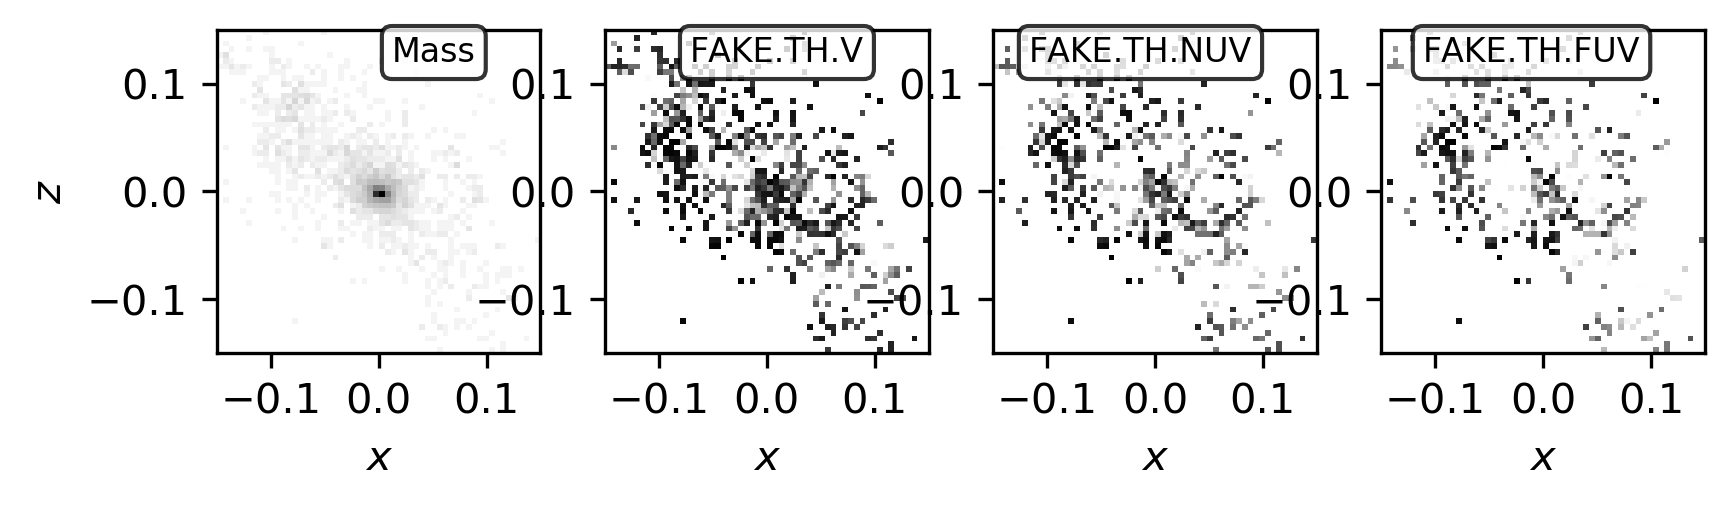 Mass FAKE.TH.V FAKE.TH.NUV FAKE.TH.FUV
0.1 0.1 0.1 0.1
z 0.0 0.0 0.0 0.0
−0.1 −0.1 −0.1 −0.1
−0.1 0.0 0.1 −0.1 0.0 0.1 −0.1 0.0 0.1 −0.1 0.0 0.1
x x x x